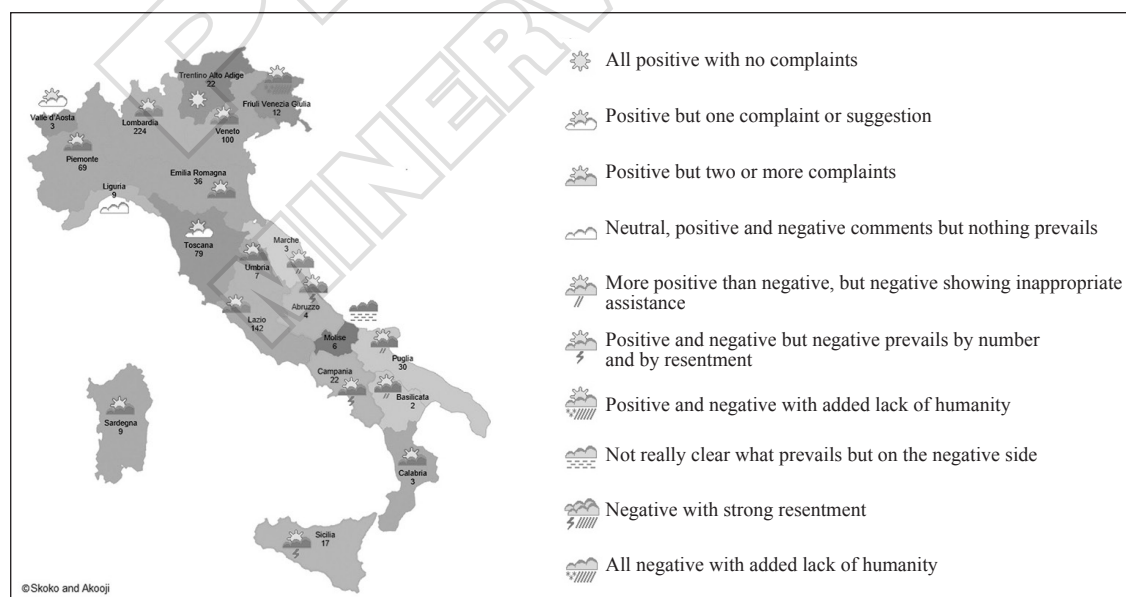 Trentino Alto Adige
22
Friuli Venezia Giulia
12
Valle d'Aosta
3
Lombardia
224
Veneto
100
Piemonte
69
Emilia Romagna
36
Liguria
9
Toscana
79
Marche
3
Umbria
7
Lazio
142
Abruzzo
4
Molise
6
Puglia
30
Campania
22
Basilicata
2
Sardegna
9
Calabria
3
Sicilia
17
©Skoko and Akooji
All positive with no complaints
Positive but one complaint or suggestion
Positive but two or more complaints
Neutral, positive and negative comments but nothing prevails
More positive than negative, but negative showing inappropriate
assistance
Positive and negative but negative prevails by number
and by resentment
Positive and negative with added lack of humanity
Not really clear what prevails but on the negative side
Negative with strong resentment
All negative with added lack of humanity